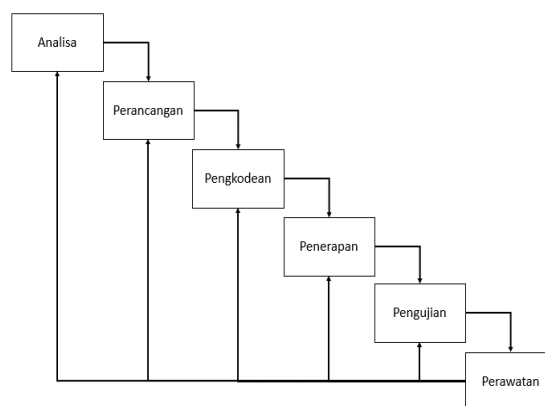 Analisa
Perancangan
Pengkodean
Penerapan
Pengujian
Perawatan